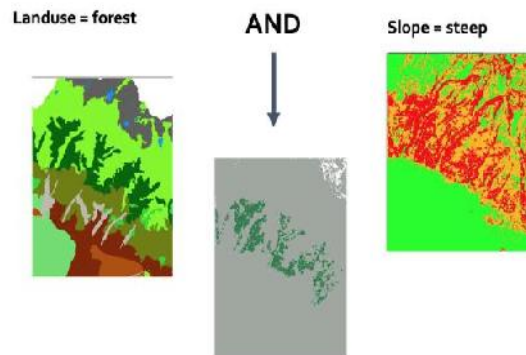 Landuse = forest
AND
Slope = steep